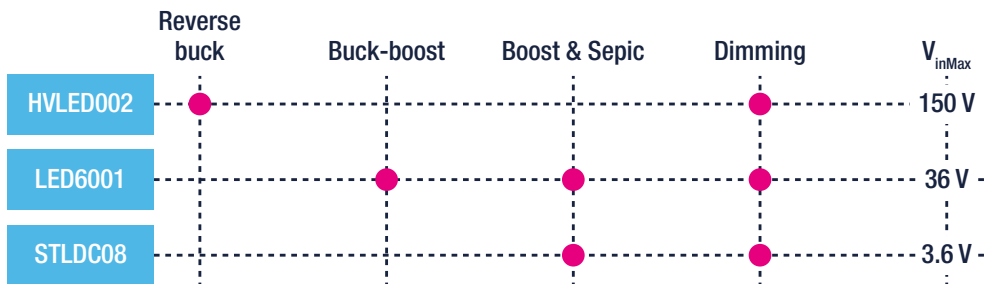 Reverse
buck
Buck-boost
Boost & Sepic
Dimming
VinMax
HVLED002
150 V
LED6001
36 V
STLDC08
3.6 V